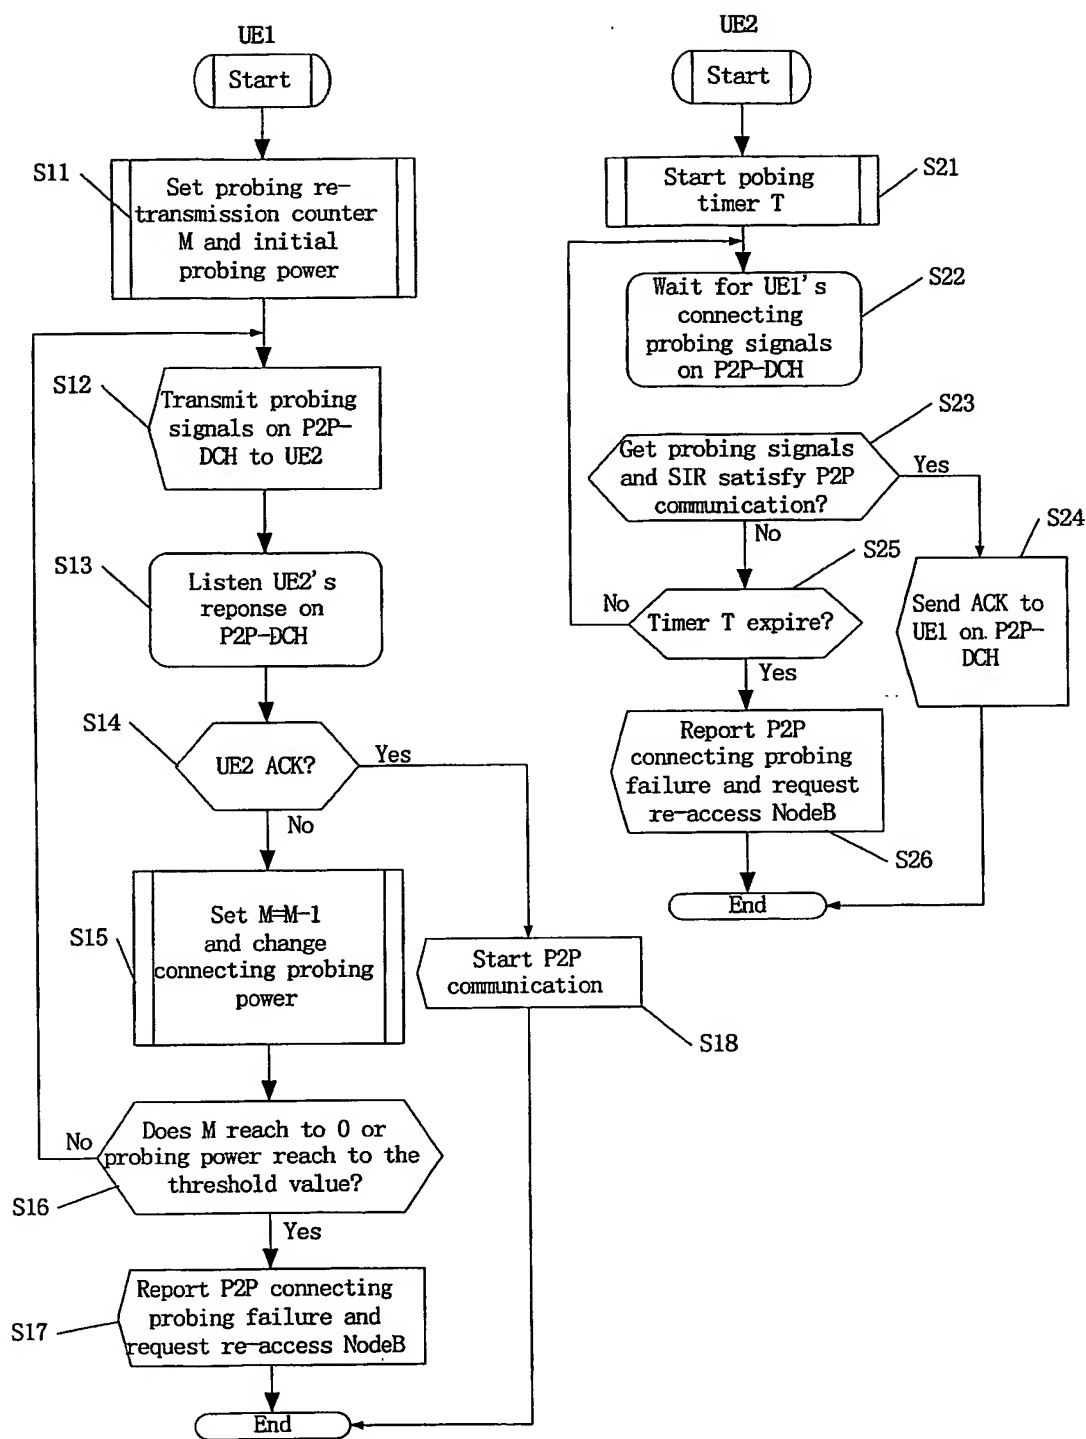 UE1
Start
S11
Set probing re-
transmission counter
M and initial
probing power
S12
Transmit probing
signals on P2P-
DCH to UE2
S13
Listen UE2's
reponse on
P2P-DCH
S14
UE2 ACK?
Yes
No
S15
Set M=M-1
and change
connecting probing
power
Start P2P
communication
S18
No
Does M reach to 0 or
probing power reach to the
threshold value?
S16
Yes
Report P2P connecting
probing failure and
request re-access NodeB
S17
End
UE2
Start
Start pobing
timer T
S21
Wait for UE1's
connecting
probing signals
on P2P-DCH
S22
S23
Get probing signals
and SIR satisfy P2P
communication?
Yes
No
S24
S25
No
Timer T expire?
Send ACK to
UE1 on P2P-
DCH
Yes
Report P2P
connecting probing
failure and request
re-access NodeB
S26
End